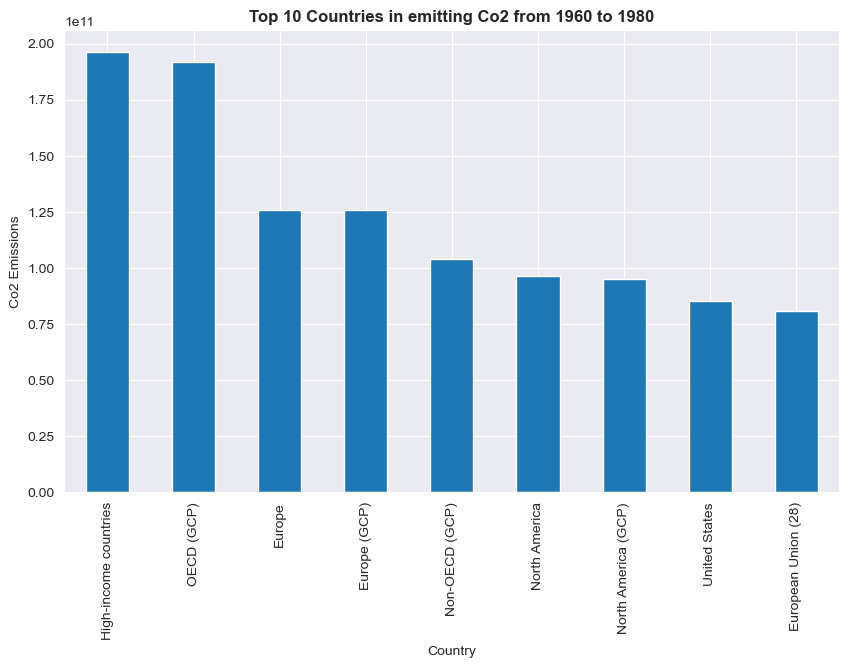 Top 10 Countries in emitting Co2 from 1960 to 1980
1e11
2.00
1.75
1.50
1.25
1.00
0.75
0.50
0.25
0.00
Co2 Emissions
High-income countries
OECD (GCP)
Europe
Europe (GCP)
Non-OECD (GCP)
North America
North America (GCP)
United States
European Union (28)
Country